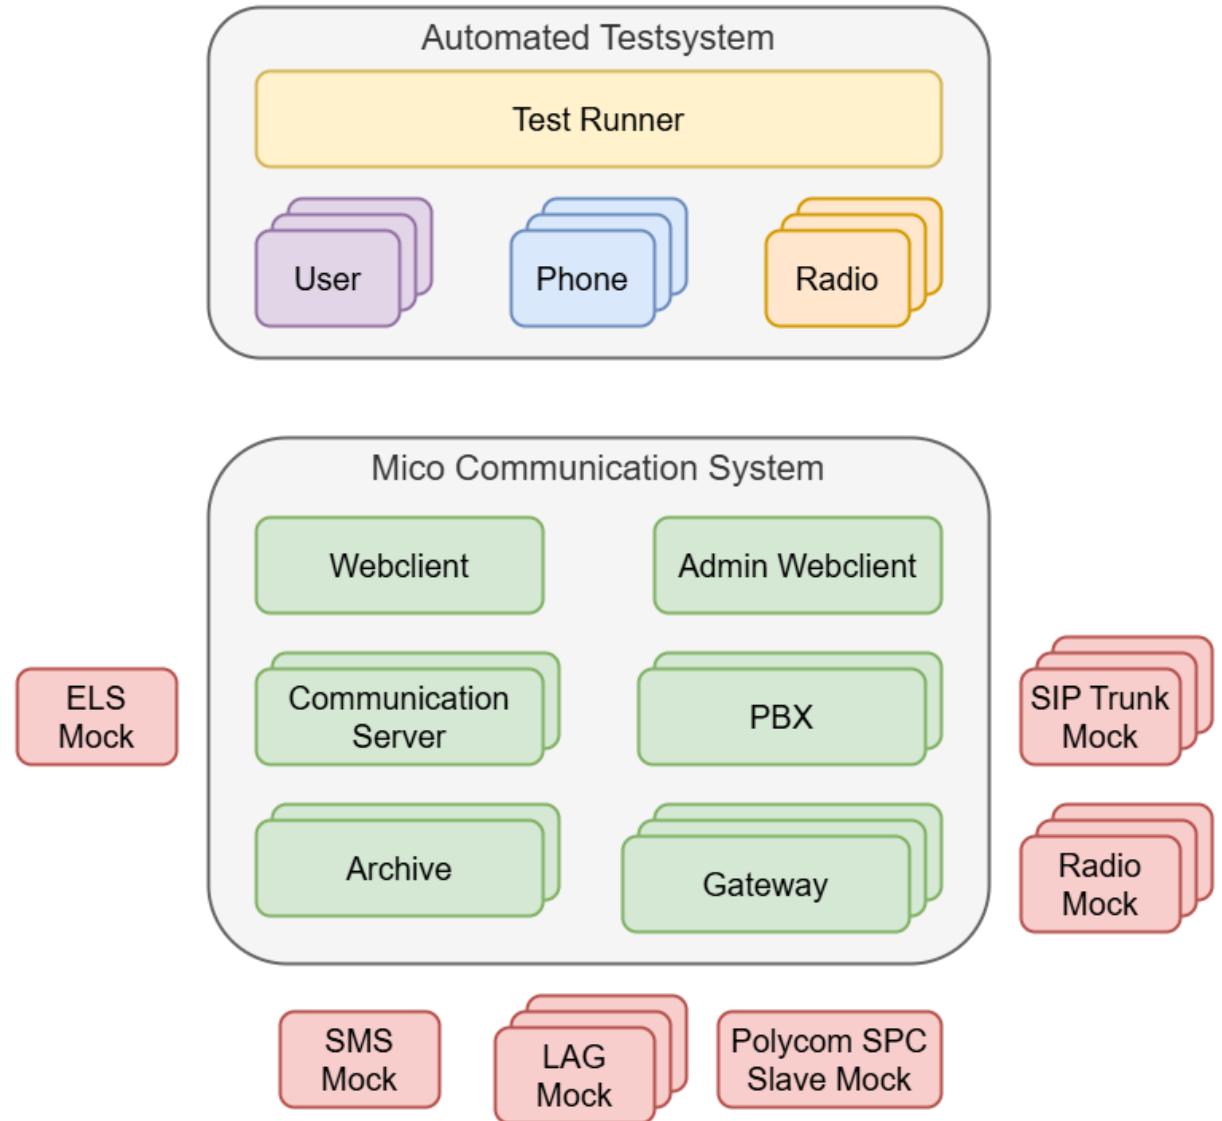 Automated Testsystem
Test Runner
User
Phone
Radio
Mico Communication System
Webclient
Admin Webclient
ELS
Mock
Communication
Server
PBX
SIP Trunk
Mock
Archive
Gateway
Radio
Mock
SMS
Mock
LAG
Mock
Polycom SPC
Slave Mock